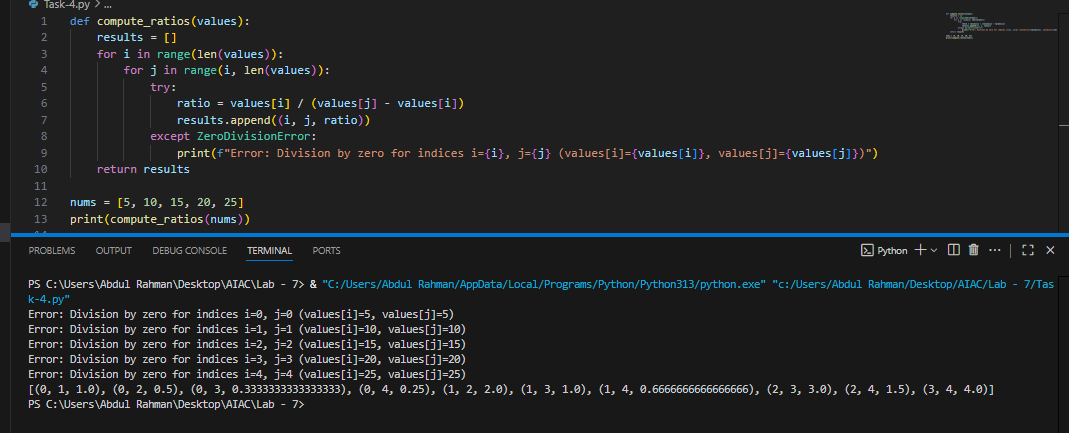 Task-4.py > ...
1 def compute_ratios(values):
2     results = []
3     for i in range(len(values)):
4         for j in range(i, len(values)):
5             try:
6                 ratio = values[i] / (values[j] - values[i])
7                 results.append((i, j, ratio))
8             except ZeroDivisionError:
9                 print(f"Error: Division by zero for indices i={i}, j={j} (values[i]={values[i]}, values[j]={values[j]})")
10     return results
11
12 nums = [5, 10, 15, 20, 25]
13 print(compute_ratios(nums))
PROBLEMS OUTPUT DEBUG CONSOLE TERMINAL PORTS Python
PS C:\Users\Abdul Rahman\Desktop\AIAC\Lab - 7> & "C:/Users/Abdul Rahman/AppData/Local/Programs/Python/Python313/python.exe" "c:/Users/Abdul Rahman/Desktop/AIAC/Lab - 7/Tas
k-4.py"
Error: Division by zero for indices i=0, j=0 (values[i]=5, values[j]=5)
Error: Division by zero for indices i=1, j=1 (values[i]=10, values[j]=10)
Error: Division by zero for indices i=2, j=2 (values[i]=15, values[j]=15)
Error: Division by zero for indices i=3, j=3 (values[i]=20, values[j]=20)
Error: Division by zero for indices i=4, j=4 (values[i]=25, values[j]=25)
[(0, 1, 1.0), (0, 2, 0.5), (0, 3, 0.3333333333333333), (0, 4, 0.25), (1, 2, 2.0), (1, 3, 1.0), (1, 4, 0.6666666666666666), (2, 3, 3.0), (2, 4, 1.5), (3, 4, 4.0)]
PS C:\Users\Abdul Rahman\Desktop\AIAC\Lab - 7>